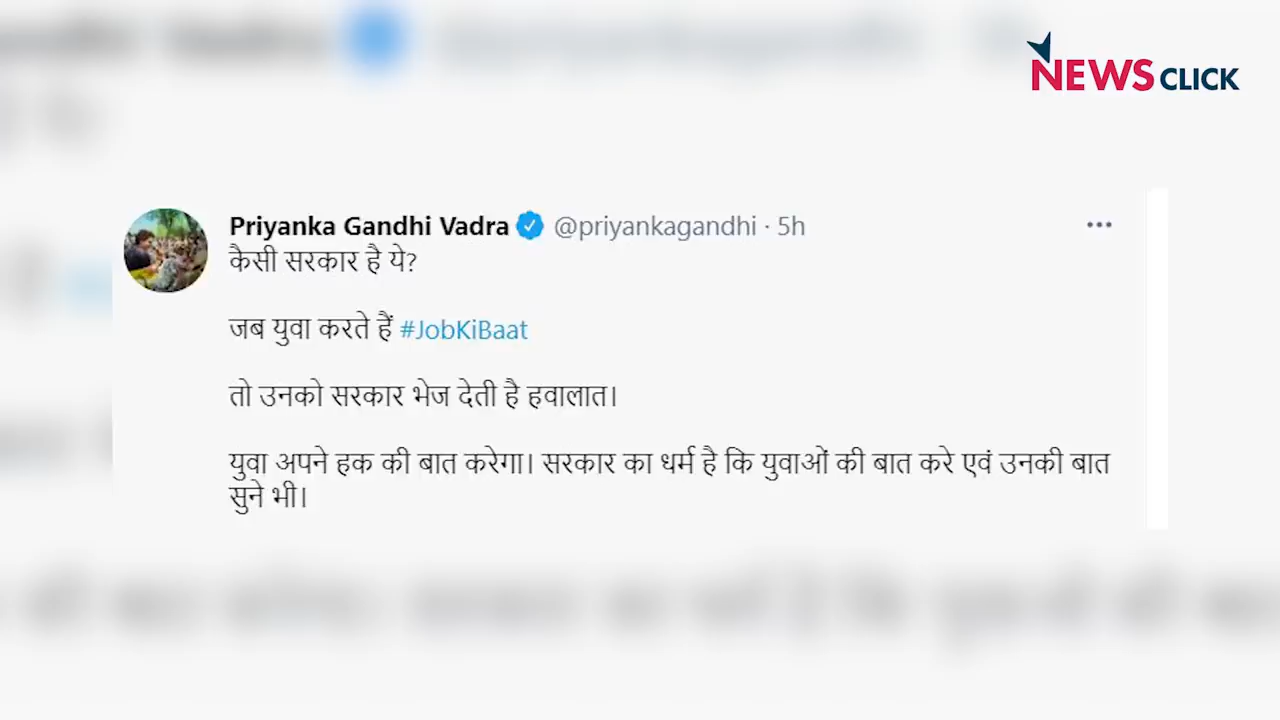 NEWS CLICK
Priyanka Gandhi Vadra @priyankagandhi · 5h
कैसी सरकार है ये?
जब युवा करते हैं #JobKiBaat
तो उनको सरकार भेज देती है हवालात।
युवा अपने हक की बात करेगा। सरकार का धर्म है कि युवाओं की बात करे एवं उनकी बात
सुने भी।